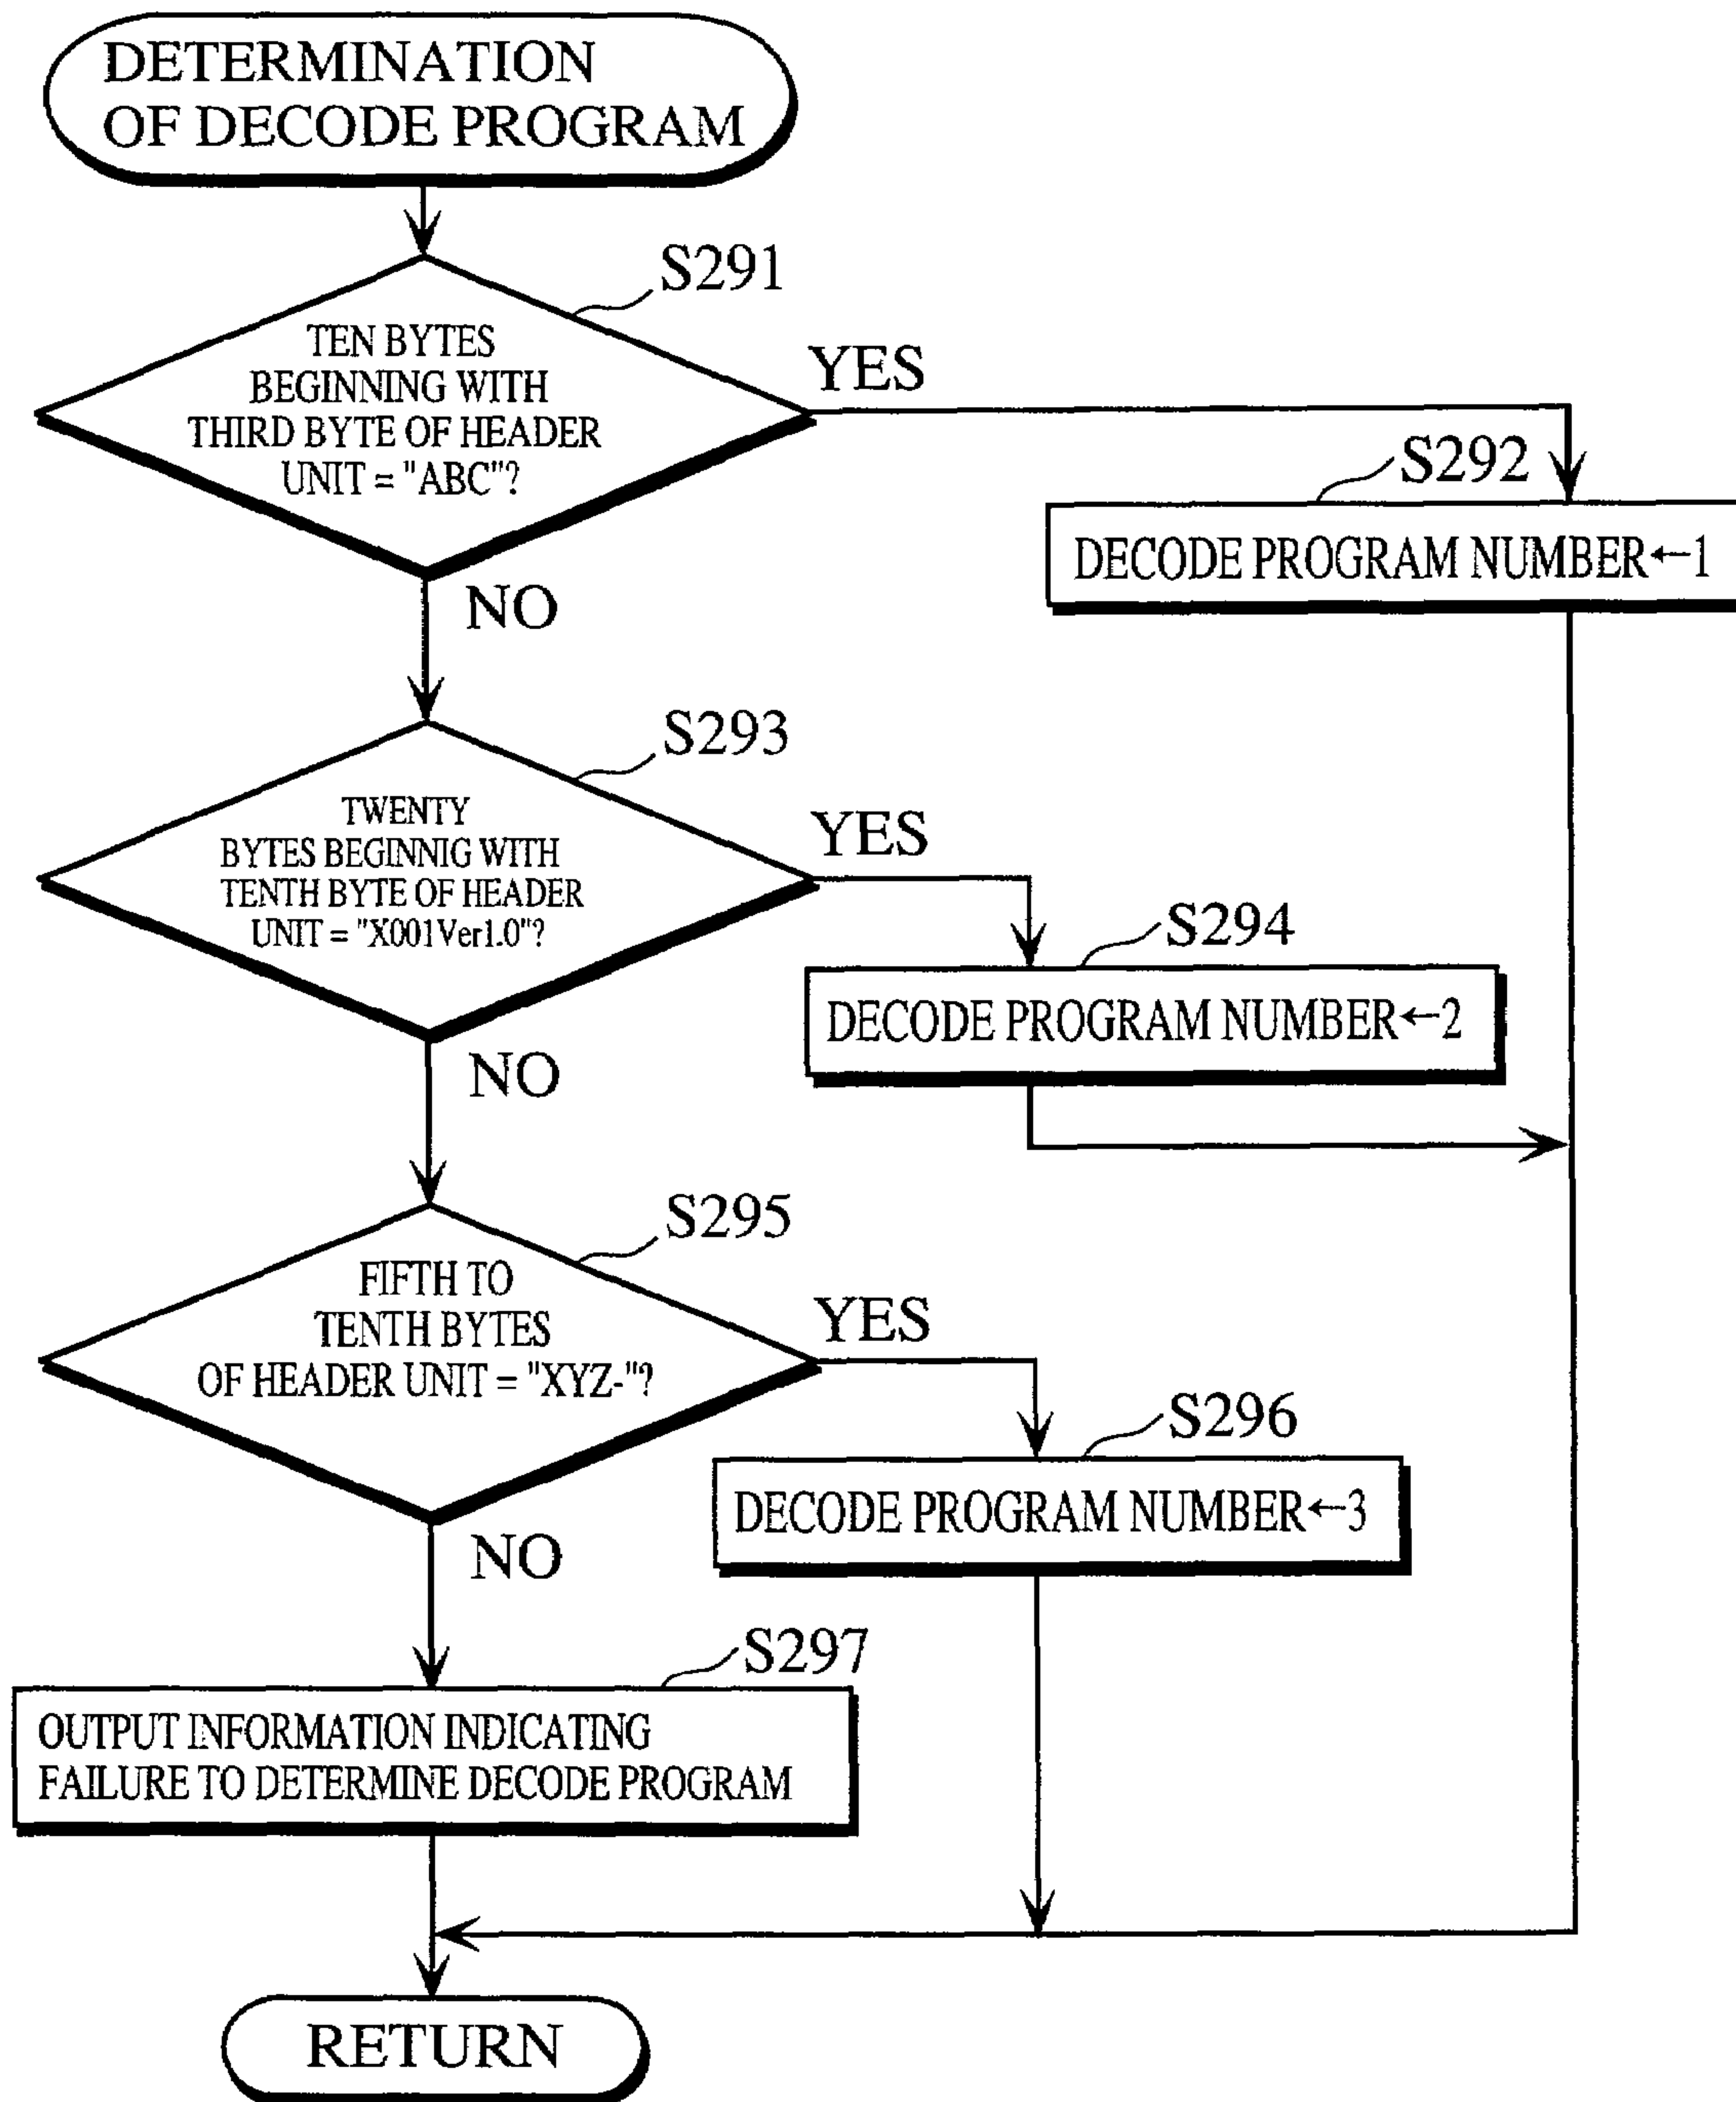 DETERMINATION
OF DECODE PROGRAM
S291
TEN BYTES
BEGINNING WITH
THIRD BYTE OF HEADER
UNIT = "ABC"?
YES
S292
DECODE PROGRAM NUMBER←1
NO
S293
TWENTY
BYTES BEGINNIG WITH
TENTH BYTE OF HEADER
UNIT = "X001Ver1.0"?
YES
S294
DECODE PROGRAM NUMBER←2
NO
S295
FIFTH TO
TENTH BYTES
OF HEADER UNIT = "XYZ-"?
YES
S296
DECODE PROGRAM NUMBER←3
NO
S297
OUTPUT INFORMATION INDICATING
FAILURE TO DETERMINE DECODE PROGRAM
RETURN